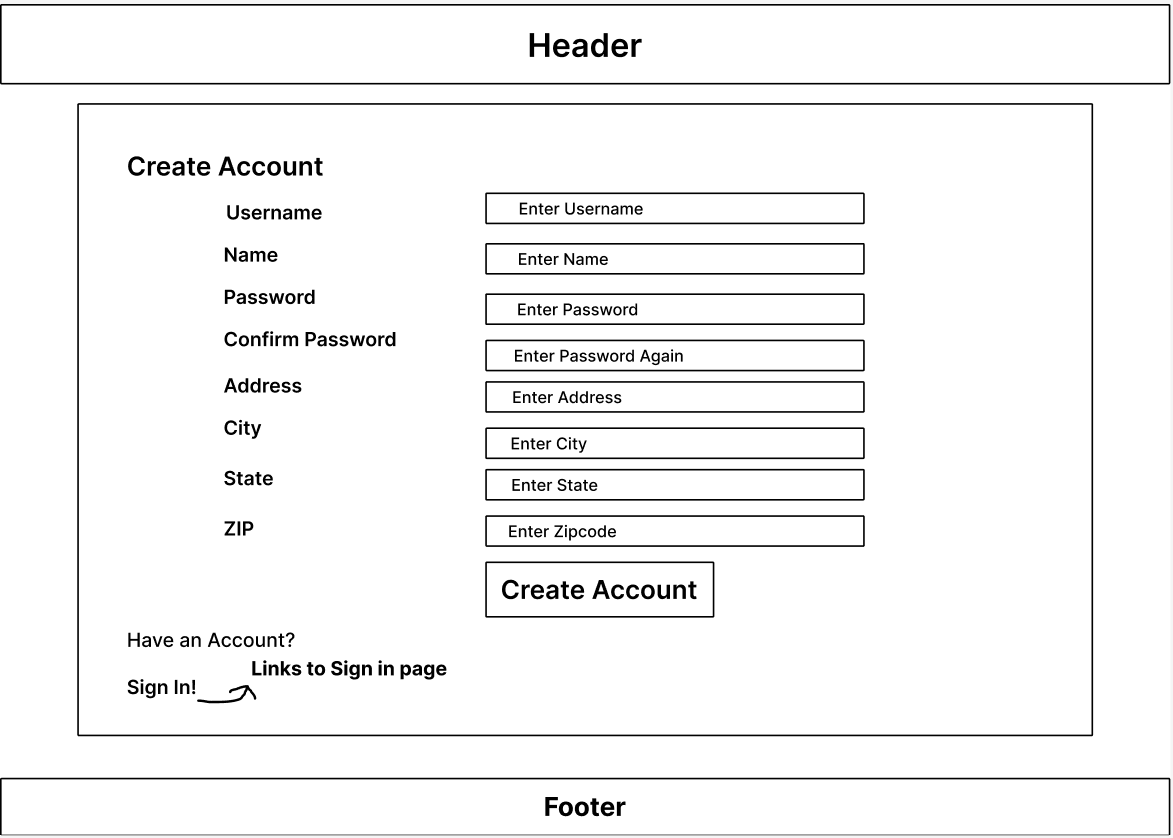 Header
Create Account
Username
Enter Username
Name
Enter Name
Password
Enter Password
Confirm Password
Enter Password Again
Address
Enter Address
City
Enter City
State
Enter State
ZIP
Enter Zipcode
Create Account
Have an Account?
Links to Sign in page
Sign In!
Footer